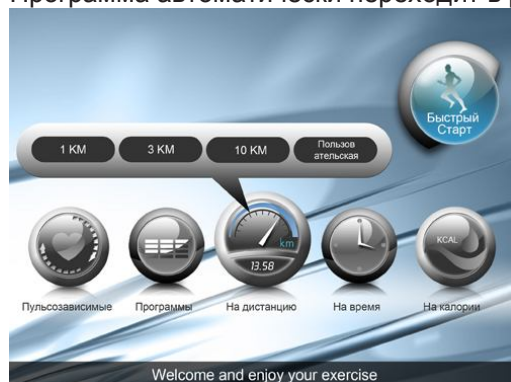 Программа автоматически переходит в р
Быстрый
Старт
1 KM
3 KM
10 KM
Пользов
ательская
km
13.58
KCAL
Пульсозависимые
Программы
На дистанцию
На время
На калории
Welcome and enjoy your exercise